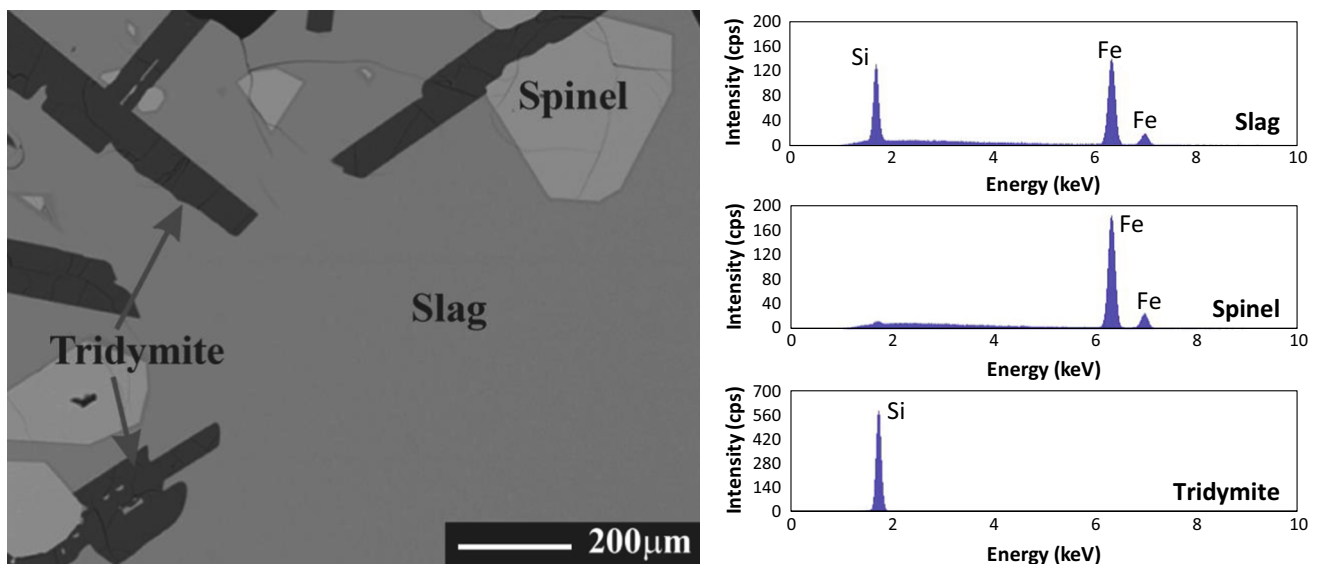 Spinel
Slag
Tridymite
200μm
Intensity (cps)
200
160
120
80
40
0
Si
Fe
Fe
Slag
0 2 4 6 8 10
Energy (keV)
Intensity (cps)
200
160
120
80
40
0
Fe
Fe
Spinel
0 2 4 6 8 10
Energy (keV)
Intensity (cps)
700
560
420
280
140
0
Si
Tridymite
0 2 4 6 8 10
Energy (keV)